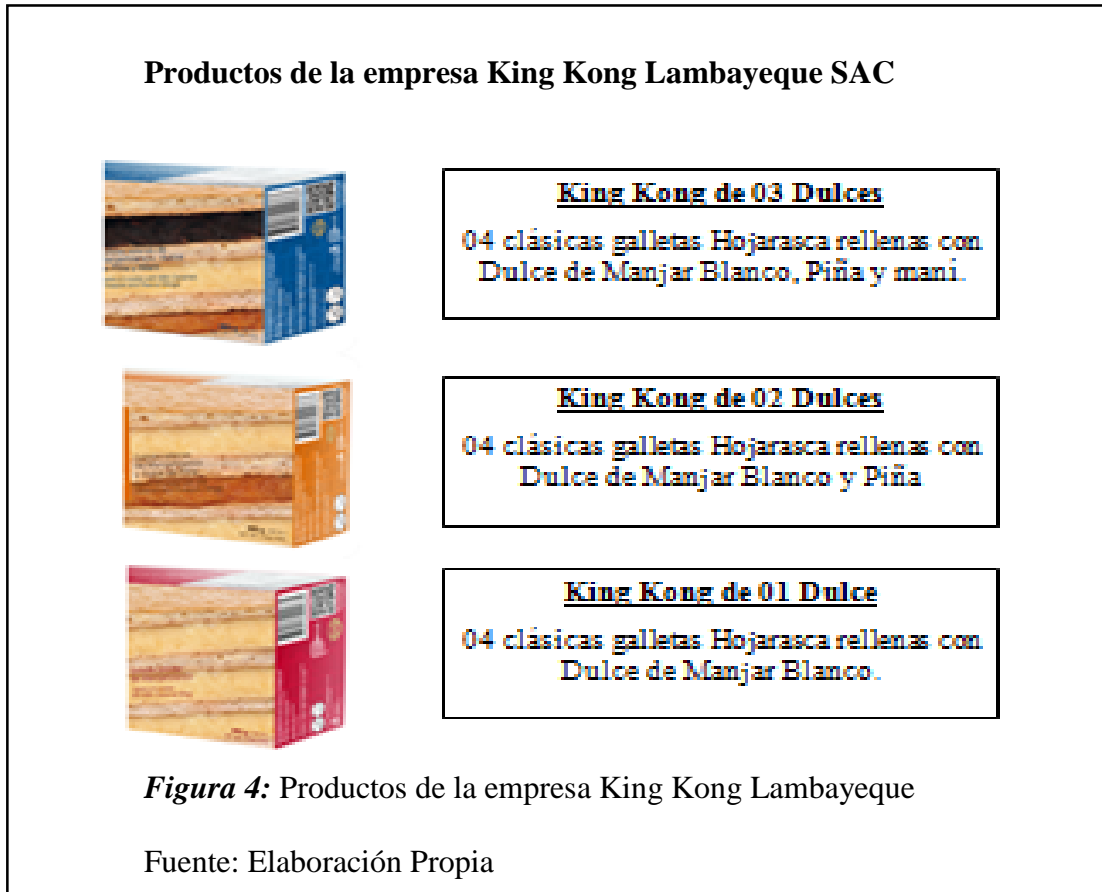 Productos de la empresa King Kong Lambayeque SAC
King Kong de 03 Dulces
04 clásicas galletas Hojarasca rellenas con
Dulce de Manjar Blanco, Piña y maní.
King Kong de 02 Dulces
04 clásicas galletas Hojarasca rellenas con
Dulce de Manjar Blanco y Piña
King Kong de 01 Dulce
04 clásicas galletas Hojarasca rellenas con
Dulce de Manjar Blanco.
Figura 4: Productos de la empresa King Kong Lambayeque
Fuente: Elaboración Propia